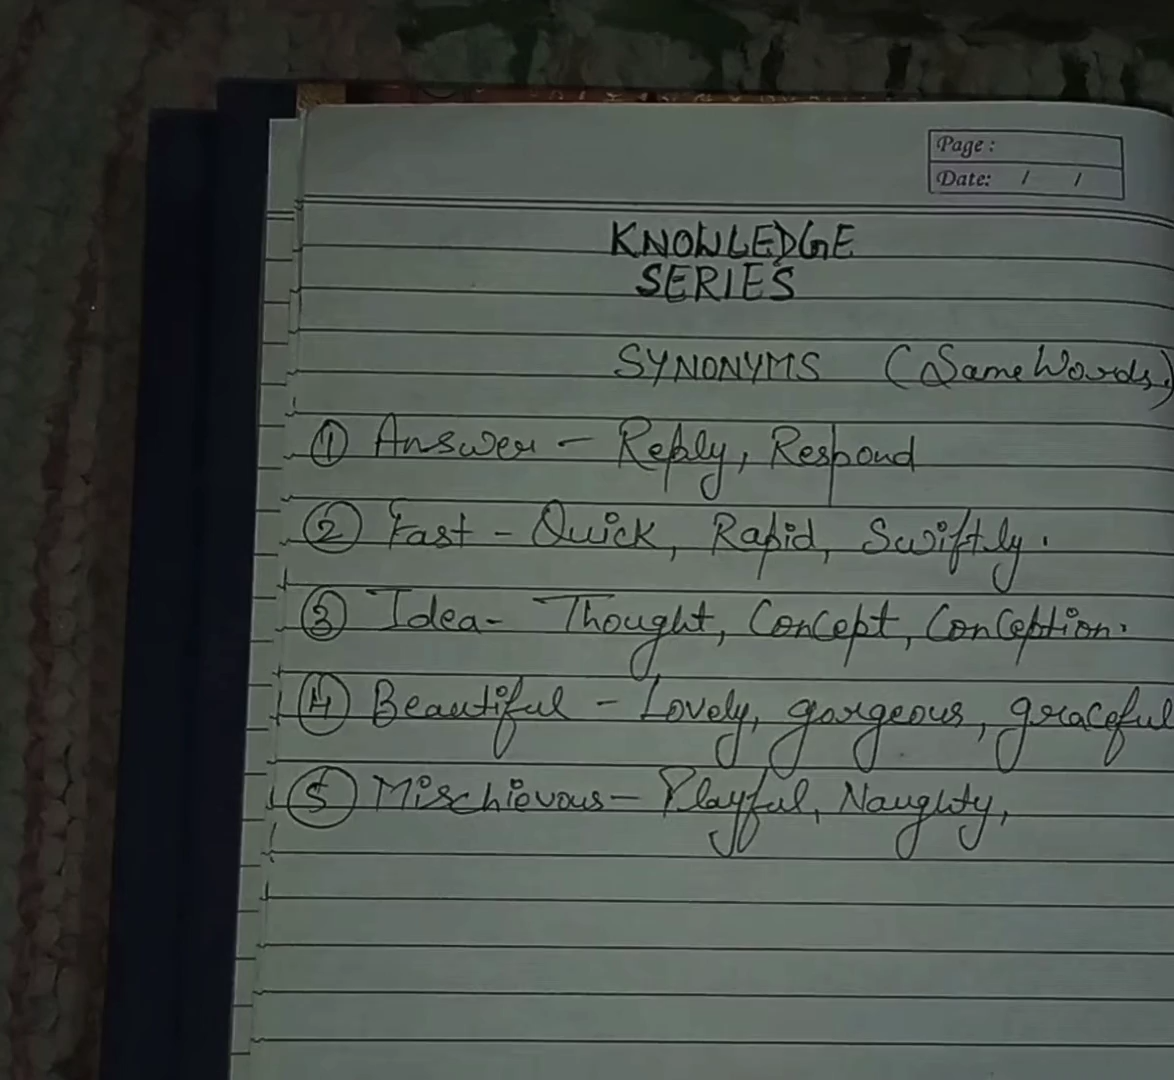 Page :
Date: / /
KNOWLEDGE
SERIES
SYNONYMS (Same Words)
① Answer - Reply, Respond
② Fast - Quick, Rapid, Swiftly.
③ Idea - Thought, Concept, Conception.
④ Beautiful - Lovely, gorgeous, graceful
⑤ Mischievous - Playful, Naughty,